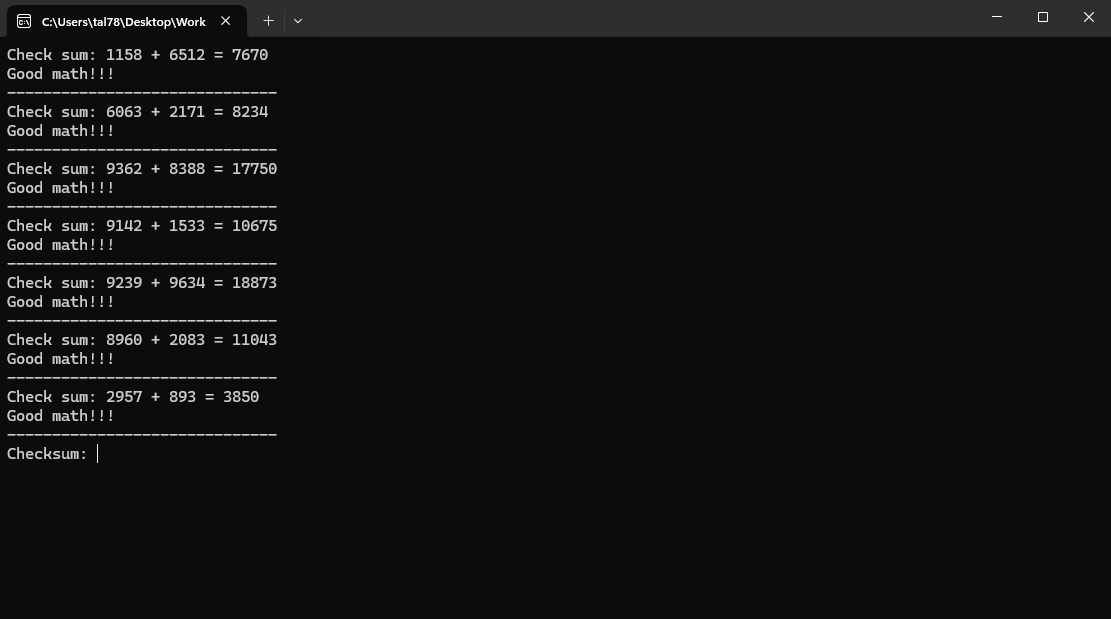 C:\Users\tal78\Desktop\Work
Check sum: 1158 + 6512 = 7670
Good math!!!
------------------------------
Check sum: 6063 + 2171 = 8234
Good math!!!
------------------------------
Check sum: 9362 + 8388 = 17750
Good math!!!
------------------------------
Check sum: 9142 + 1533 = 10675
Good math!!!
------------------------------
Check sum: 9239 + 9634 = 18873
Good math!!!
------------------------------
Check sum: 8960 + 2083 = 11043
Good math!!!
------------------------------
Check sum: 2957 + 893 = 3850
Good math!!!
------------------------------
Checksum: